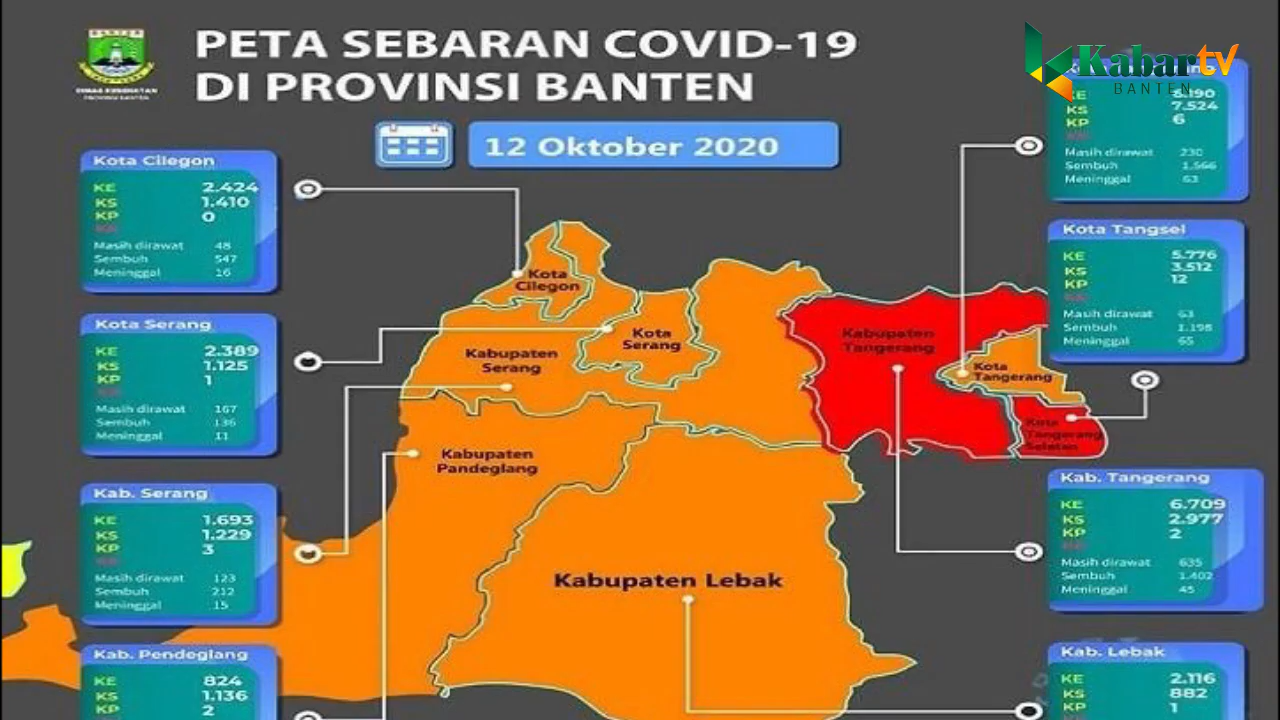 PETA SEBARAN COVID-19
DI PROVINSI BANTEN
DINAS KESEHATAN
PROVINSI BANTEN
KabarTV
BANTEN
12 Oktober 2020
Kota Cilegon
KE 2.424
KS 1.410
KP 0
Masih dirawat 48
Sembuh 547
Meninggal 16
Kota Serang
KE 2.389
KS 1.125
KP 1
Masih dirawat 167
Sembuh 136
Meninggal 11
Kab. Serang
KE 1.693
KS 1.229
KP 3
Masih dirawat 123
Sembuh 212
Meninggal 15
Kab. Pendeglang
KE 824
KS 1.136
KP 2
Kota
Cilegon
Kota
Serang
Kabupaten
Serang
Kabupaten
Pandeglang
Kabupaten Lebak
Kabupaten
Tangerang
Kota
Tangerang
Kota
Tangerang
Selatan
KE 8.190
KS 7.524
KP 6
Masih dirawat 230
Sembuh 1.566
Meninggal 63
Kota Tangsel
KE 5.776
KS 3.512
KP 12
Masih dirawat 63
Sembuh 1.198
Meninggal 65
Kab. Tangerang
KE 6.709
KS 2.977
KP 2
Masih dirawat 635
Sembuh 1.402
Meninggal 45
Kab. Lebak
KE 2.116
KS 882
KP 1